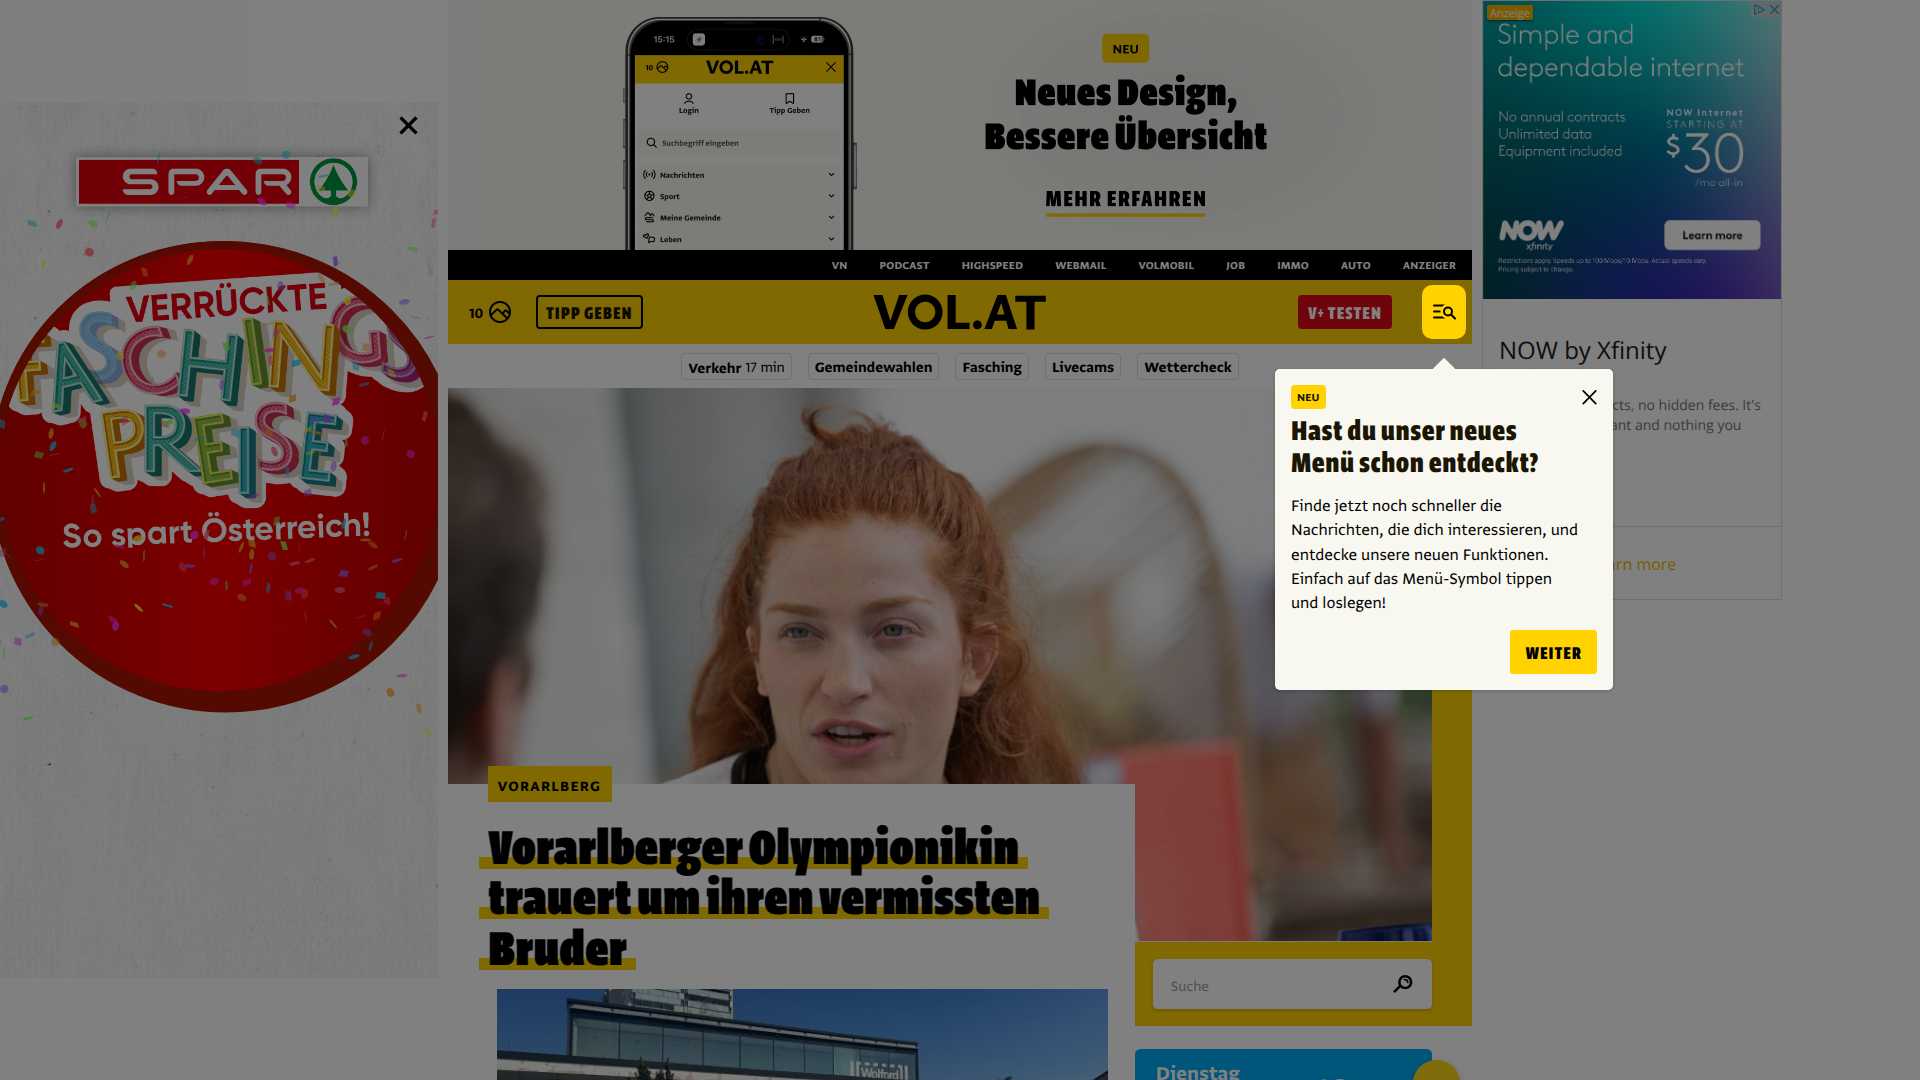 15:15
81
10
VOL.AT
Login
Tipp Geben
Suchbegriff eingeben
Nachrichten
Sport
Meine Gemeinde
Leben
NEU
Neues Design,
Bessere Übersicht
MEHR ERFAHREN
Anzeige
Simple and
dependable internet
No annual contracts
Unlimited data
Equipment included
NOW Internet
STARTING AT
$30
/mo all-in
NOW
xfinity
Learn more
Restrictions apply. Speeds up to 100 Mbps/10 Mbps. Actual speeds vary.
Pricing subject to change.
SPAR
VERRÜCKTE
FASCHINGS
PREISE
So spart Österreich!
VN PODCAST HIGHSPEED WEBMAIL VOLMOBIL JOB IMMO AUTO ANZEIGER
10 TIPP GEBEN VOL.AT V+ TESTEN
Verkehr 17 min Gemeindewahlen Fasching Livecams Wettercheck
NOW by Xfinity
cts, no hidden fees. It's
ant and nothing you
rn more
NEU
Hast du unser neues
Menü schon entdeckt?
Finde jetzt noch schneller die
Nachrichten, die dich interessieren, und
entdecke unsere neuen Funktionen.
Einfach auf das Menü-Symbol tippen
und loslegen!
WEITER
VORARLBERG
Vorarlberger Olympionikin
trauert um ihren vermissten
Bruder
Suche
Wolford
Dienstag